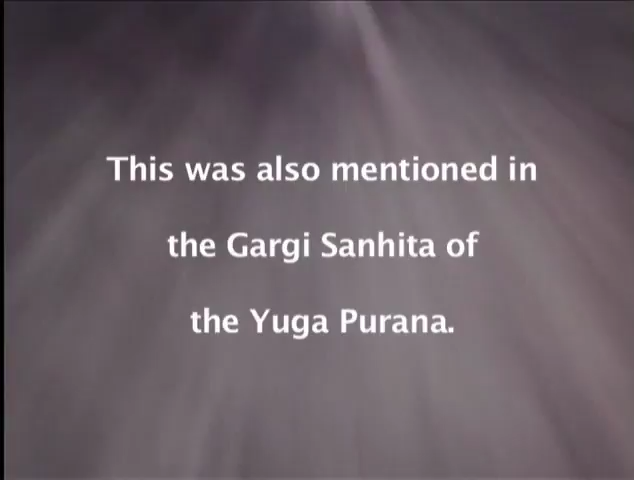 This was also mentioned in
the Gargi Sanhita of
the Yuga Purana.